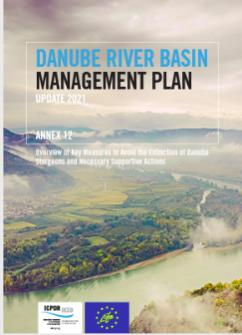 DANUBE RIVER BASIN
MANAGEMENT PLAN
UPDATE 2021
ANNEX 12
Overview of Key Measures to Avoid the Extinction of Danube
Sturgeons and Necessary Supportive Actions
ICPDR IKSD